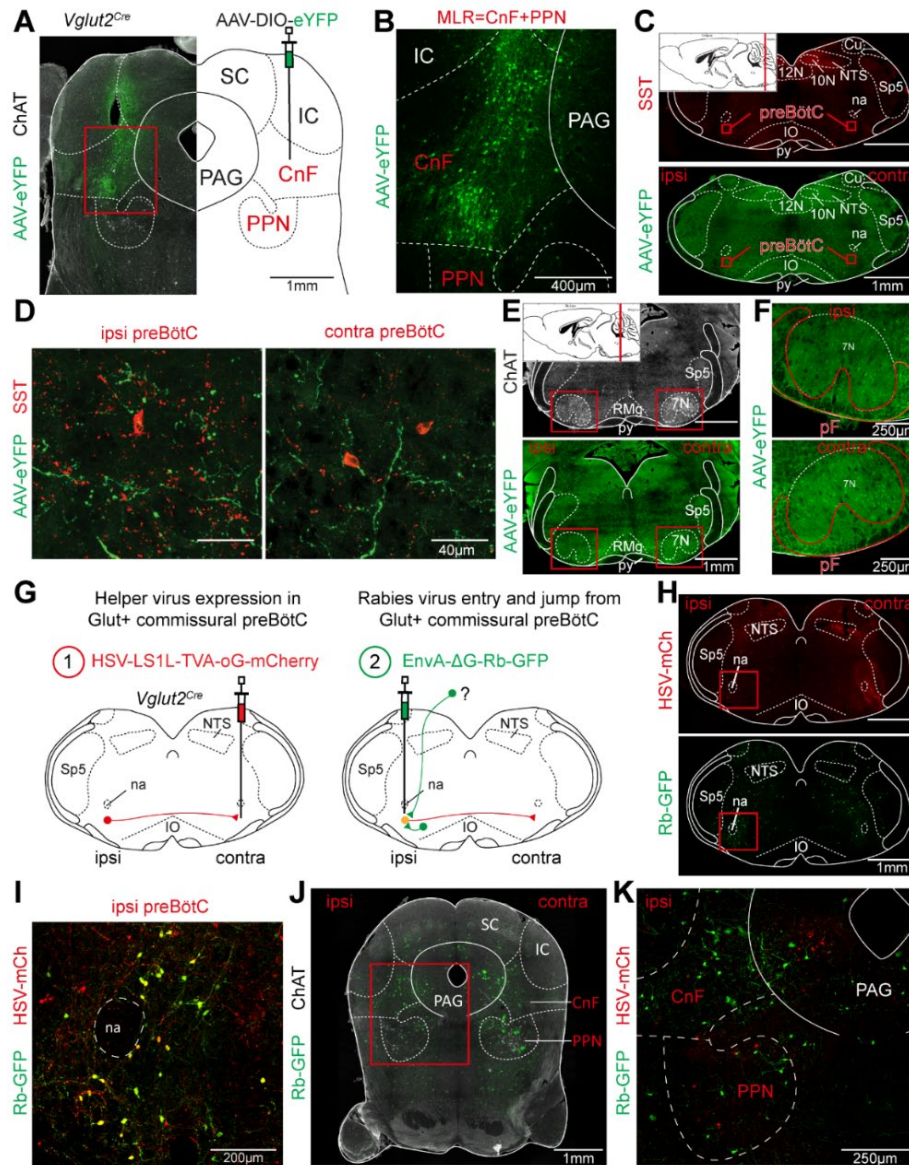 A
Vglut2Cre
AAV-DIO-eYFP
AAV-eYFP ChAT
SC
IC
PAG
CnF
PPN
1mm
B
MLR=CnF+PPN
AAV-eYFP
IC
PAG
CnF
PPN
400µm
C
SST
Cu
12N
10N
NTS
Sp5
na
preBötC
IO
py
ipsi
contra
AAV-eYFP
Cu
12N
10N
NTS
Sp5
na
preBötC
IO
py
1mm
D
ipsi preBötC
contra preBötC
AAV-eYFP SST
40µm
E
ChAT
Sp5
RMg
7N
py
ipsi
contra
AAV-eYFP
Sp5
RMg
7N
py
1mm
F
ipsi
7N
pF
250µm
AAV-eYFP
contra
7N
pF
250µm
G
Helper virus expression in
Glut+ commissural preBötC
1 HSV-LS1L-TVA-oG-mCherry
Vglut2Cre
NTS
Sp5
na
IO
ipsi
contra
Rabies virus entry and jump from
Glut+ commissural preBötC
2 EnvA-ΔG-Rb-GFP
?
NTS
Sp5
na
IO
ipsi
contra
H
ipsi
contra
HSV-mCh
NTS
Sp5
na
IO
Rb-GFP
NTS
Sp5
na
IO
1mm
I
ipsi preBötC
Rb-GFP HSV-mCh
na
200µm
J
ipsi
contra
Rb-GFP ChAT
SC
IC
PAG
CnF
PPN
1mm
K
ipsi
Rb-GFP HSV-mCh
CnF
PAG
PPN
250µm